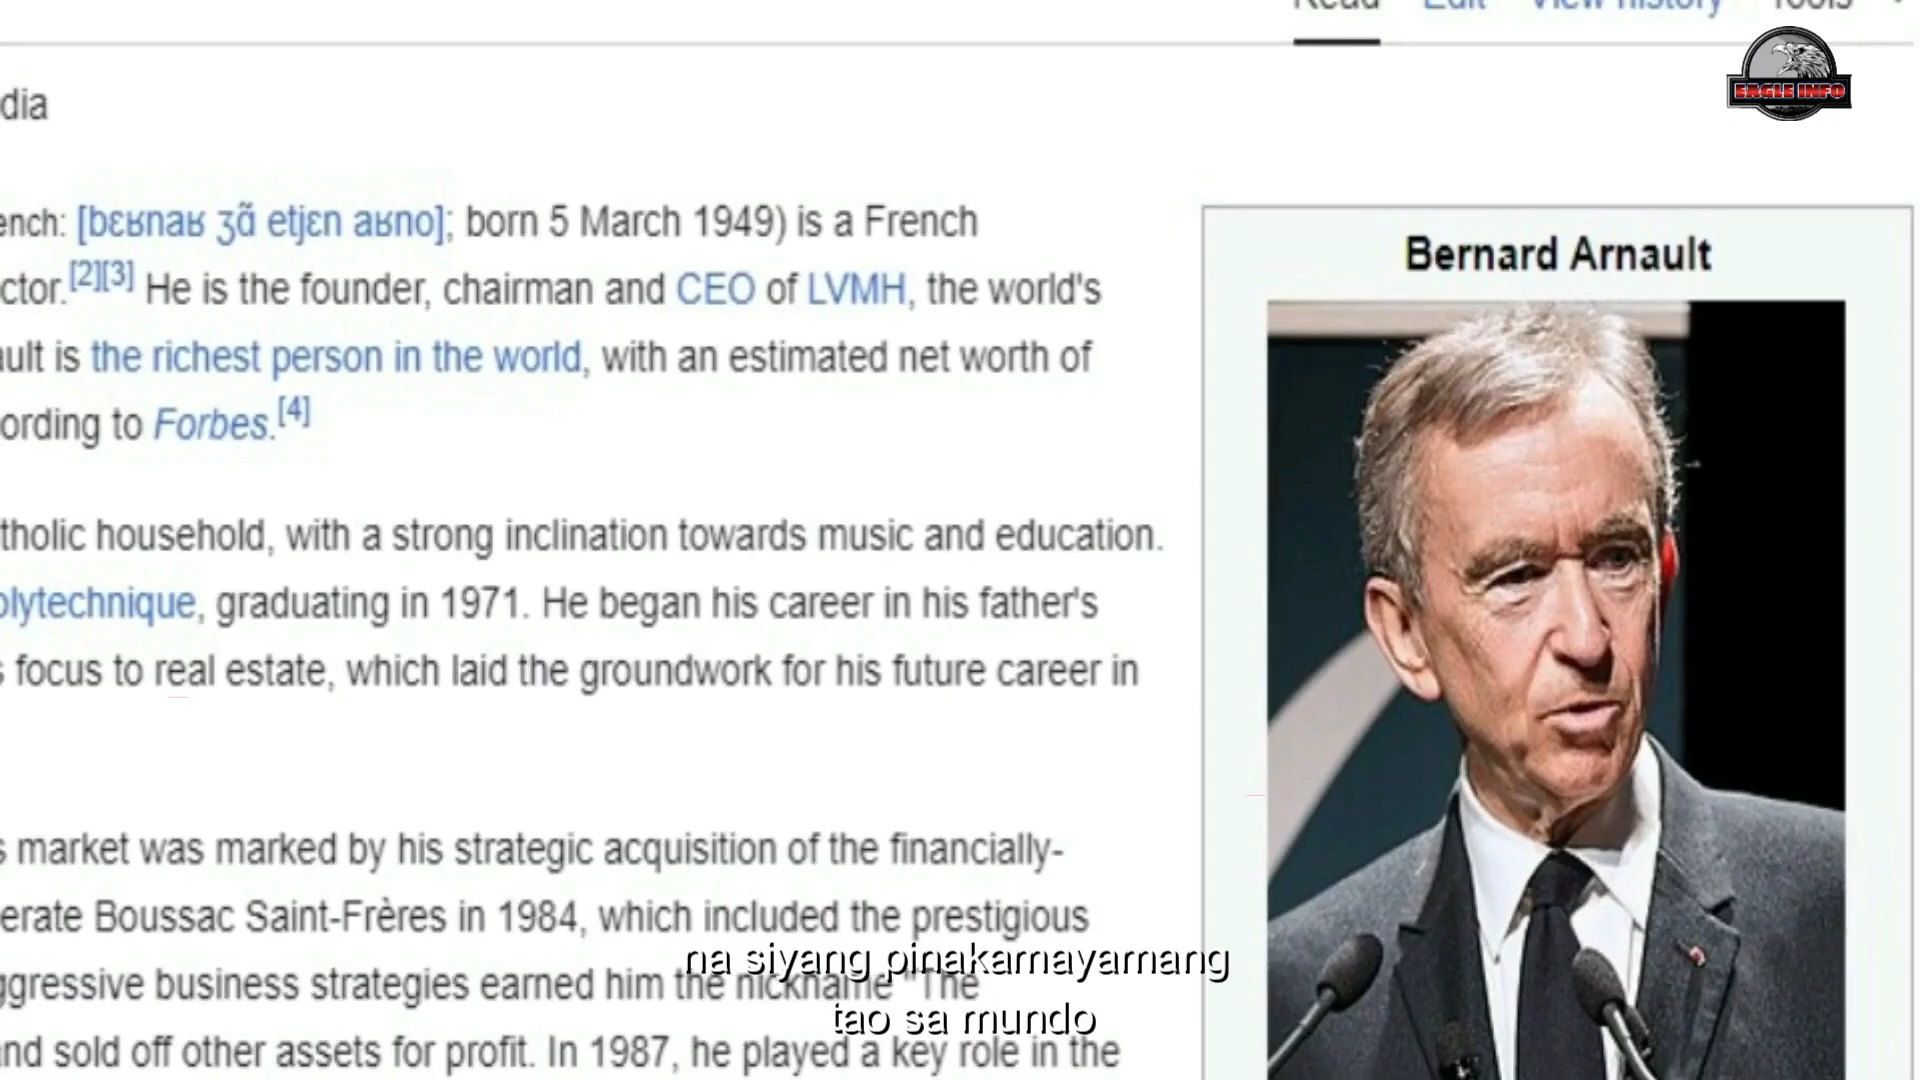 Read Edit View history Tools
EAGLE INFO
dia
ench: [bɛʁnaʁ ʒɑ̃ etjɛn aʁno]; born 5 March 1949) is a French
ctor.[2][3] He is the founder, chairman and CEO of LVMH, the world's
ult is the richest person in the world, with an estimated net worth of
ording to Forbes.[4]
tholic household, with a strong inclination towards music and education.
olytechnique, graduating in 1971. He began his career in his father's
s focus to real estate, which laid the groundwork for his future career in
s market was marked by his strategic acquisition of the financially-
erate Boussac Saint-Frères in 1984, which included the prestigious
ggressive business strategies earned him the nickname "The
and sold off other assets for profit. In 1987, he played a key role in the
Bernard Arnault
na siyang pinakamayamang
tao sa mundo